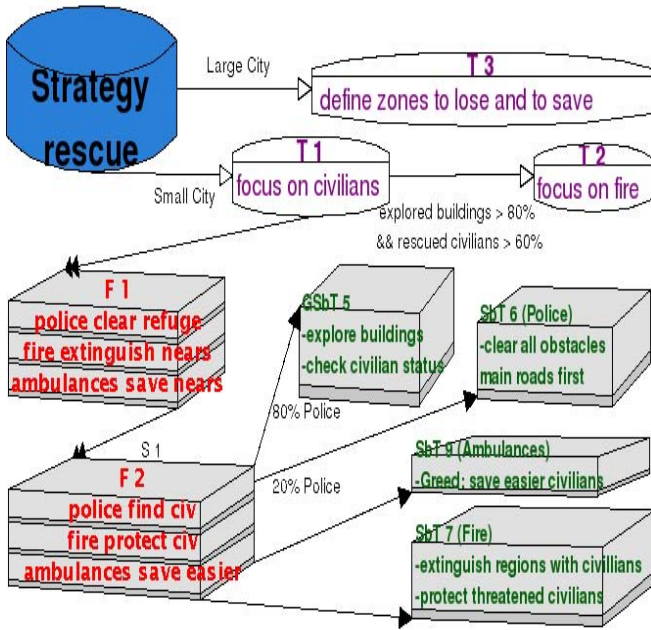 Strategy
rescue
Large City
T 3
define zones to lose and to save
Small City
T 1
focus on civilians
T 2
focus on fire
explored buildings > 80%
&& rescued civilians > 60%
F 1
police clear refuge
fire extinguish nears
ambulances save nears
GSbT 5
-explore buildings
-check civilian status
SbT 6 (Police)
-clear all obstacles
main roads first
80% Police
S 1
20% Police
F 2
police find civ
fire protect civ
ambulances save easier
SbT 9 (Ambulances)
-Greed; save easier civilians
SbT 7 (Fire)
-extinguish regions with civillians
-protect threatened civilians